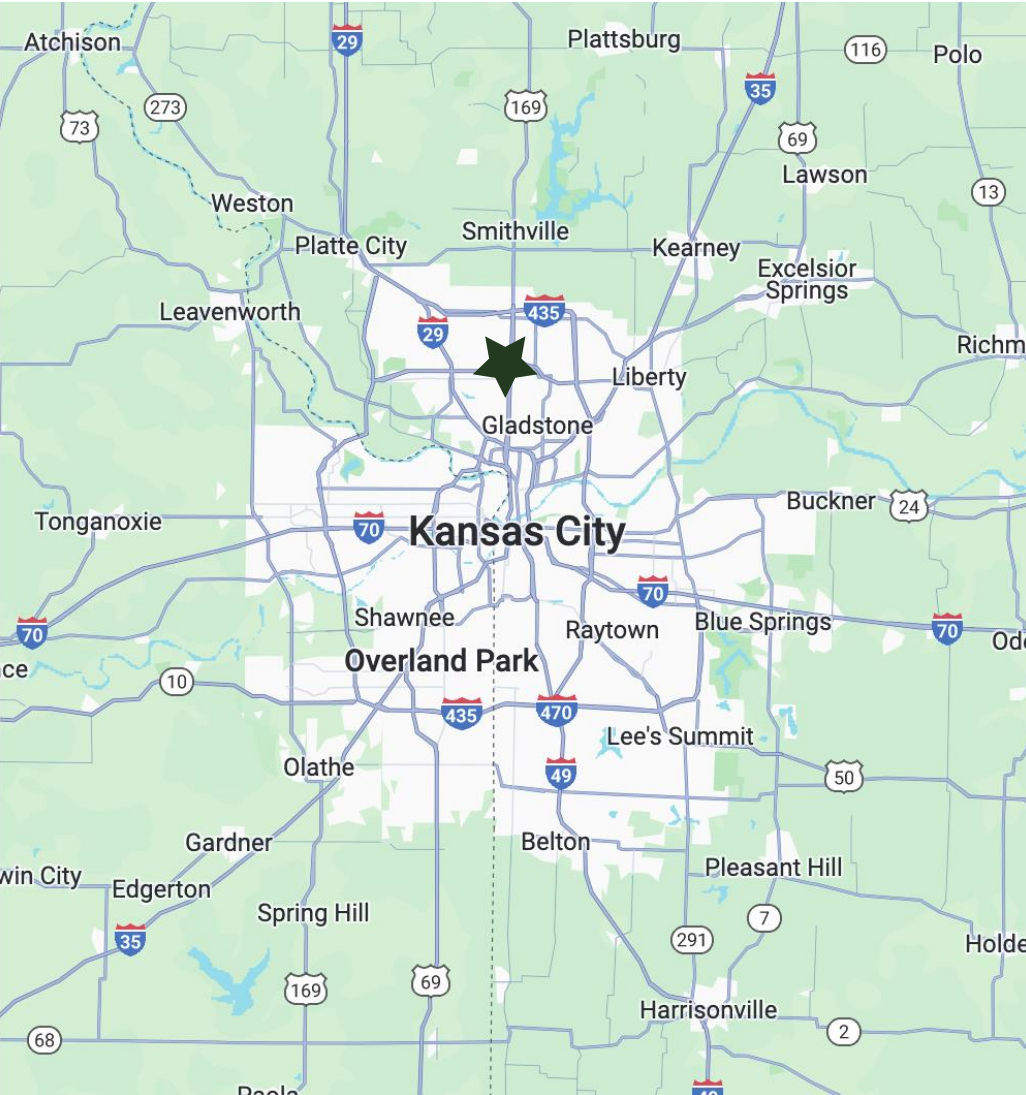 Atchison
29
Plattsburg
116
Polo
35
73
273
169
69
Lawson
13
Weston
Smithville
Platte City
Kearney
Excelsior
Springs
Leavenworth
435
29
Richm
Liberty
Gladstone
Buckner
24
Tonganoxie
70
Kansas City
70
Shawnee
Raytown
Blue Springs
70
70
Ode
ce
Overland Park
10
435
470
Lee's Summit
Olathe
49
50
Gardner
Belton
win City
Edgerton
Pleasant Hill
Spring Hill
7
35
291
Holde
169
69
Harrisonville
68
2